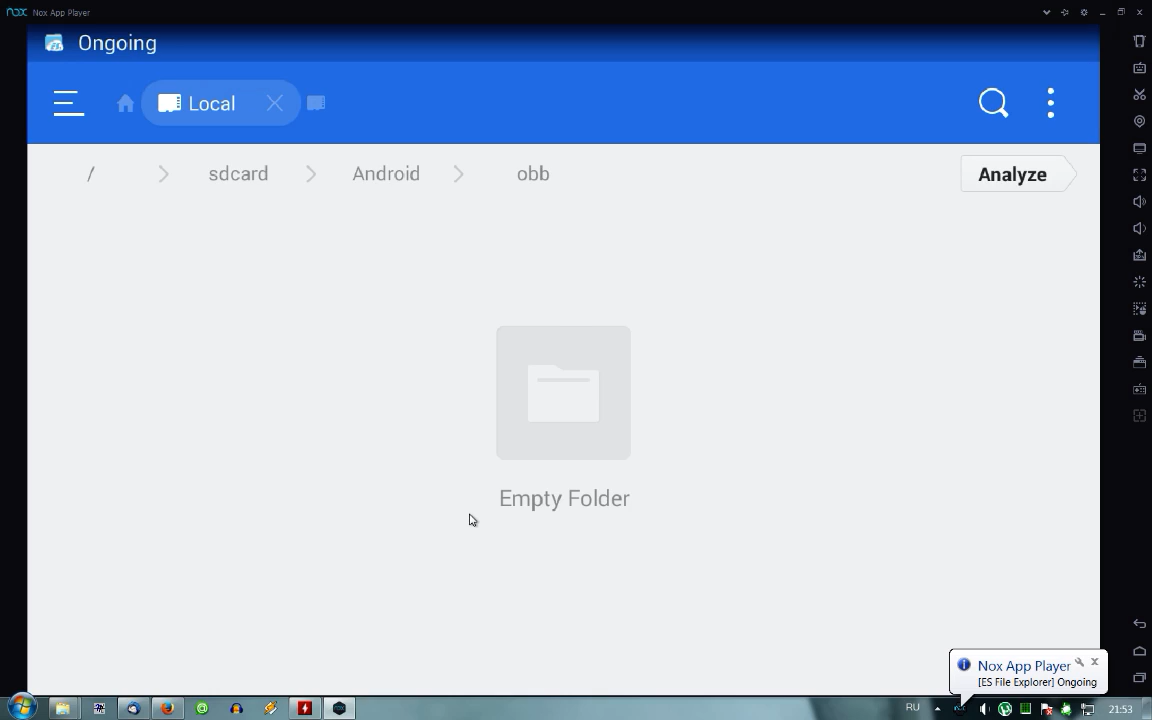 nox Nox App Player
Ongoing
Local
/ sdcard Android obb
Analyze
Empty Folder
Nox App Player
[ES File Explorer] Ongoing
RU 21:53